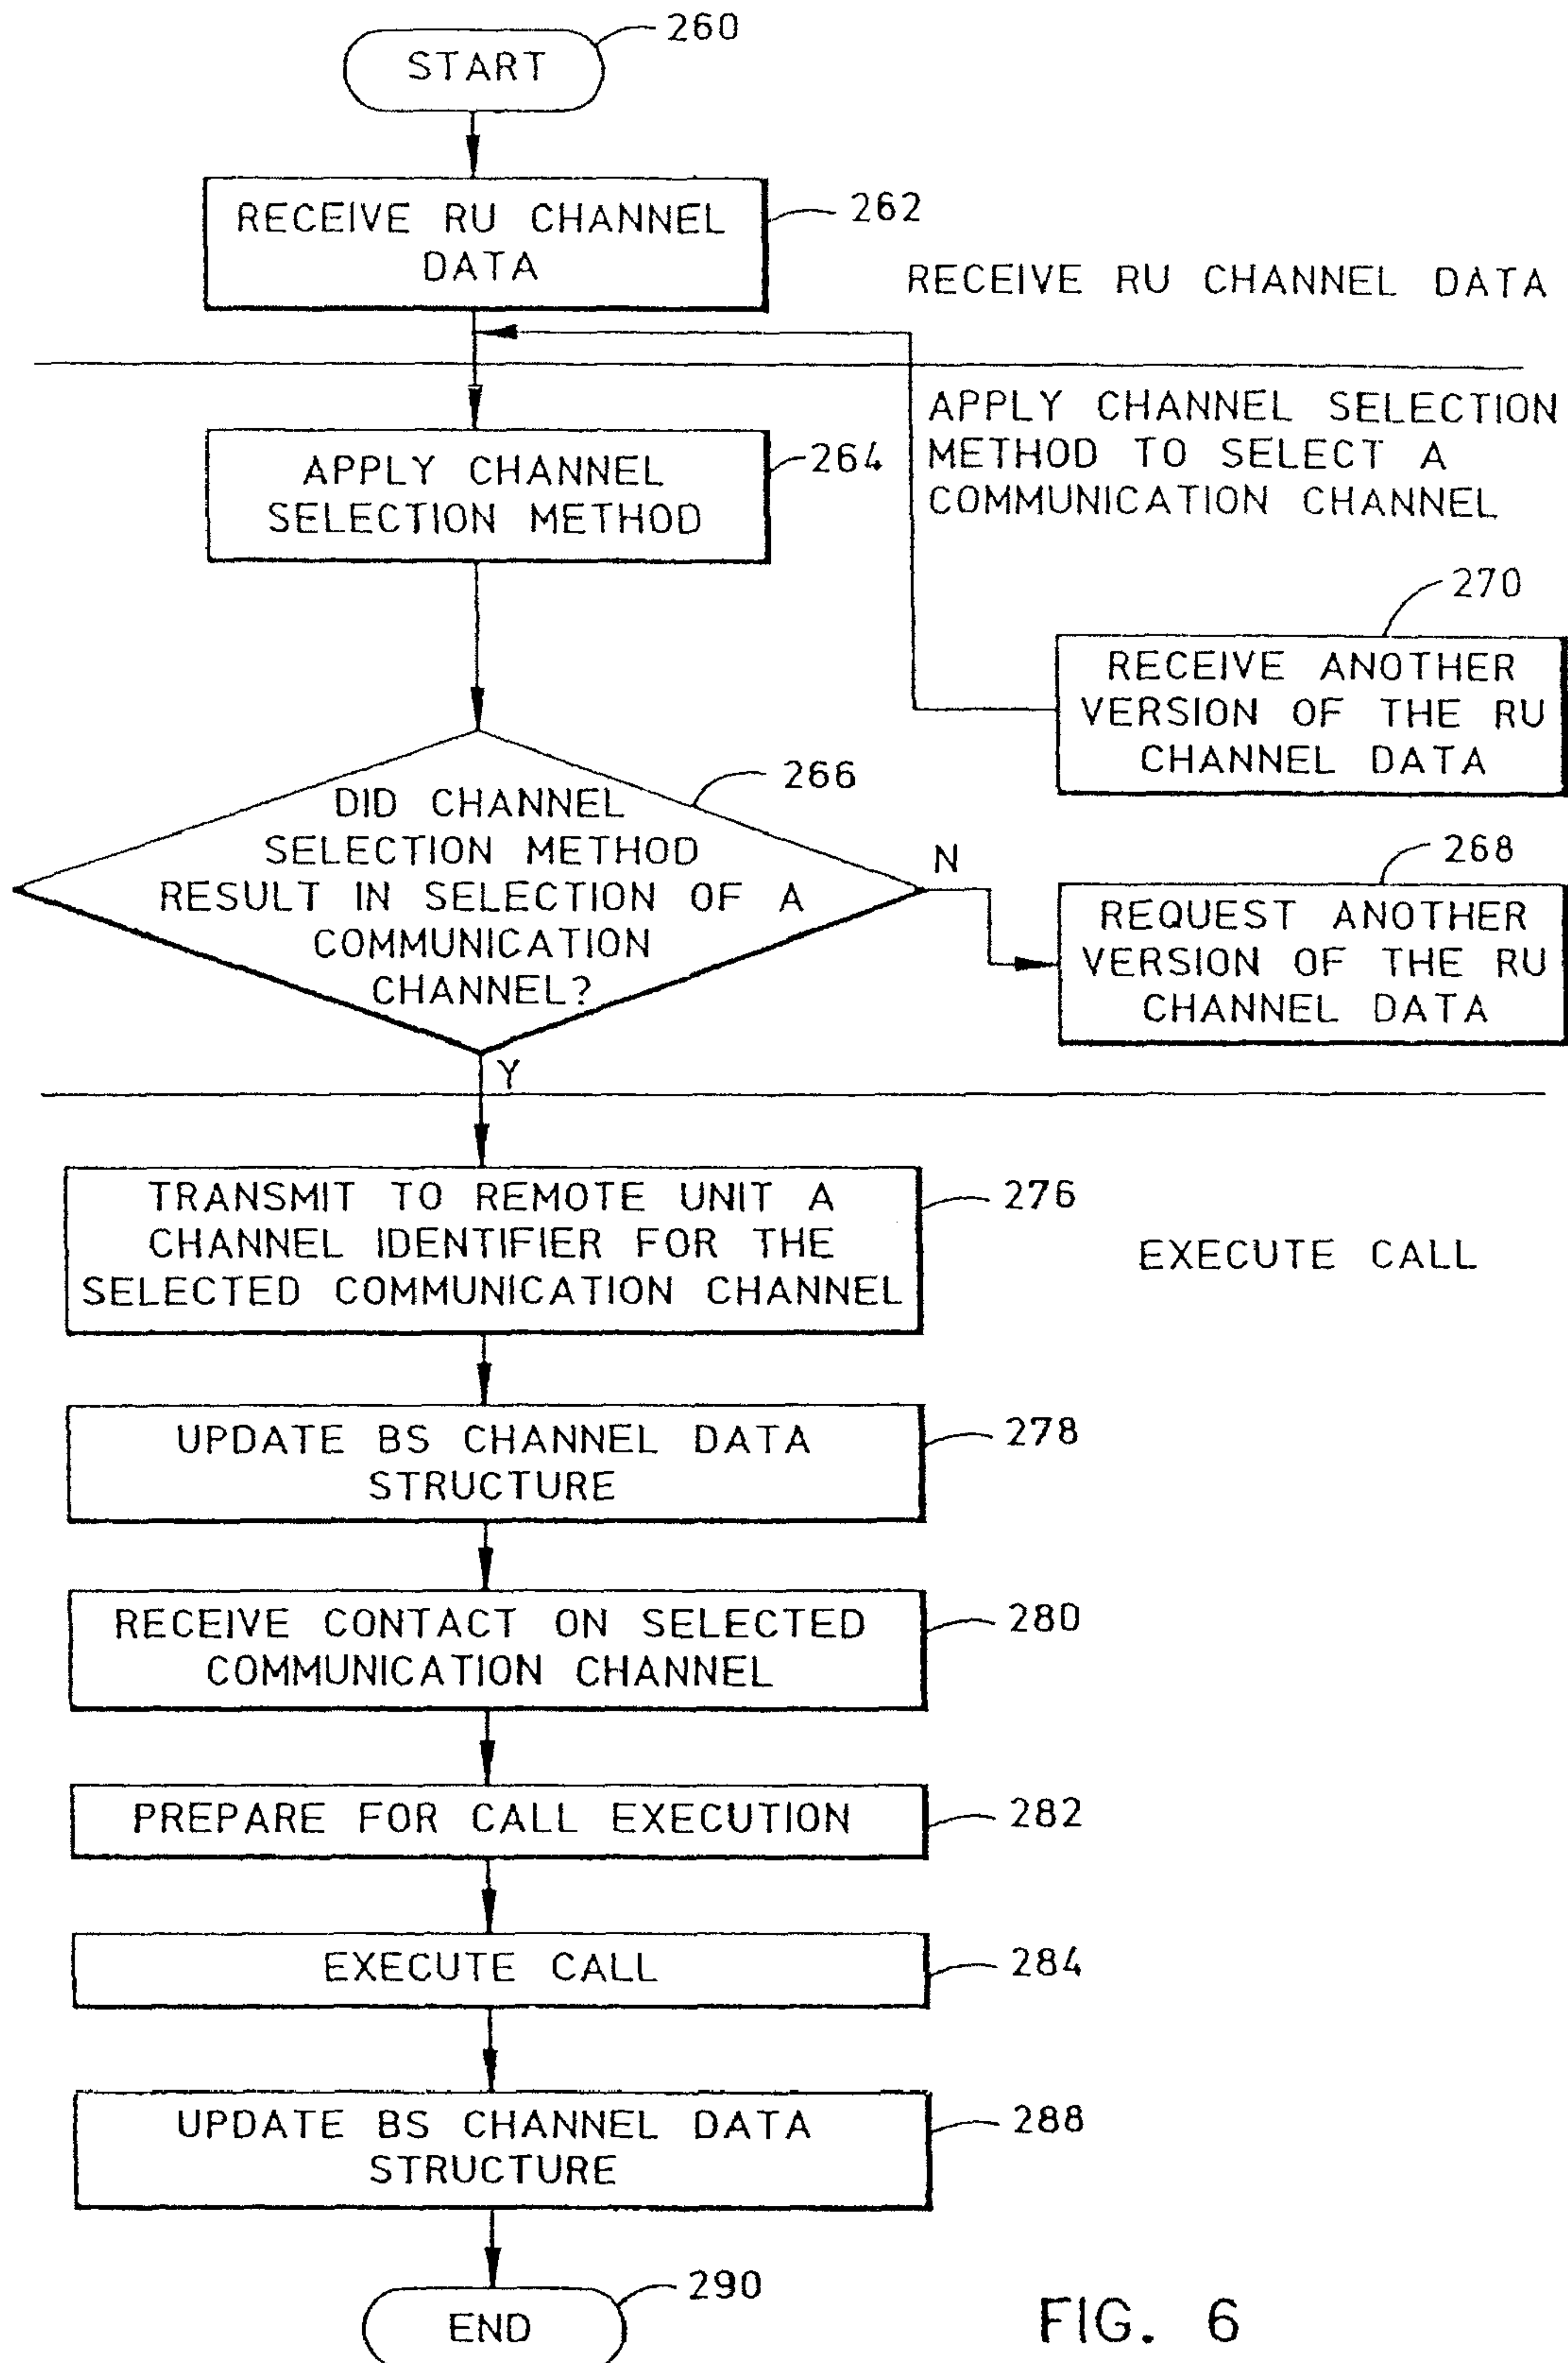 260
START
RECEIVE RU CHANNEL
DATA
262
RECEIVE RU CHANNEL DATA
APPLY CHANNEL SELECTION
METHOD TO SELECT A
COMMUNICATION CHANNEL
APPLY CHANNEL
SELECTION METHOD
264
270
RECEIVE ANOTHER
VERSION OF THE RU
CHANNEL DATA
266
DID CHANNEL
SELECTION METHOD
RESULT IN SELECTION OF A
COMMUNICATION
CHANNEL?
N
268
REQUEST ANOTHER
VERSION OF THE RU
CHANNEL DATA
Y
TRANSMIT TO REMOTE UNIT A
CHANNEL IDENTIFIER FOR THE
SELECTED COMMUNICATION CHANNEL
276
EXECUTE CALL
UPDATE BS CHANNEL DATA
STRUCTURE
278
RECEIVE CONTACT ON SELECTED
COMMUNICATION CHANNEL
280
PREPARE FOR CALL EXECUTION
282
EXECUTE CALL
284
UPDATE BS CHANNEL DATA
STRUCTURE
288
290
END
FIG. 6